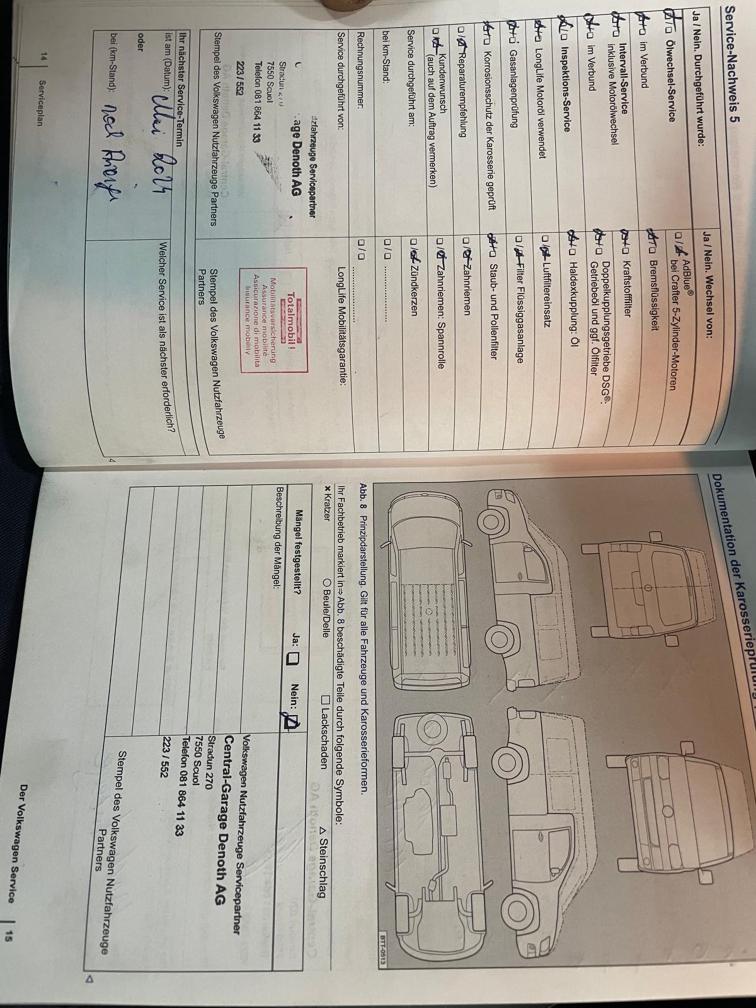 Service-Nachweis 5
Ja / Nein. Durchgeführt wurde:
☐ Ölwechsel-Service
☐ im Verbund
☐ Intervall-Service
inklusive Motorölwechsel
☐ im Verbund
☐ Inspektions-Service
☐ LongLife Motoröl verwendet
☐ Gasanlagenprüfung
☐ Korrosionsschutz der Karosserie geprüft
☐ / Reparaturempfehlung
☐ / Kundenwunsch
(auch auf dem Auftrag vermerken)
Service durchgeführt am:
bei km-Stand:
Rechnungsnummer:
Service durchgeführt von:
zfahrzeuge Servicepartner
age Denoth AG
7550 Scuol
Telefon 081 864 11 33
223 / 552
Stempel des Volkswagen Nutzfahrzeuge Partners
Ihr nächster Service-Termin
ist am (Datum):
2024
oder
bei (km-Stand):
nach Anzeige
14 Serviceplan
Ja / Nein. Wechsel von:
☐ / AdBlue®
bei Crafter 5-Zylinder-Motoren
☐ Bremsflüssigkeit
☐ Kraftstofffilter
☐ Doppelkupplungsgetriebe DSG®:
Getriebeöl und ggf. Ölfilter
☐ Haldexkupplung: Öl
☐ / Luftfiltereinsatz
☐ / Filter Flüssiggasanlage
☐ Staub- und Pollenfilter
☐ / Zahnriemen
☐ / Zahnriemen: Spannrolle
☐ / Zündkerzen
☐ / ☐ ..................
☐ / ☐ ..................
LongLife Mobilitätsgarantie:
Totalmobil!
Mobilitätsversicherung
Assurance mobilité
Assicurazione di mobilità
Insurance mobility
Stempel des Volkswagen Nutzfahrzeuge
Partners
Welcher Service ist als nächster erforderlich?
Dokumentation der
BTT-0513
Abb. 8 Prinzipdarstellung. Gilt für alle Fahrzeuge und Karosserieformen.
Ihr Fachbetrieb markiert in ⇒ Abb. 8 beschädigte Teile durch folgende Symbole:
✗ Kratzer ○ Beule/Delle ☐ Lackschaden △ Steinschlag
Mängel festgestellt? Ja: ☐ Nein: ☑
Beschreibung der Mängel:
Volkswagen Nutzfahrzeuge Servicepartner
Central-Garage Denoth AG
Stradun 270
7550 Scuol
Telefon 081 864 11 33
223 / 552
Stempel des Volkswagen Nutzfahrzeuge
Partners
Der Volkswagen Service 15